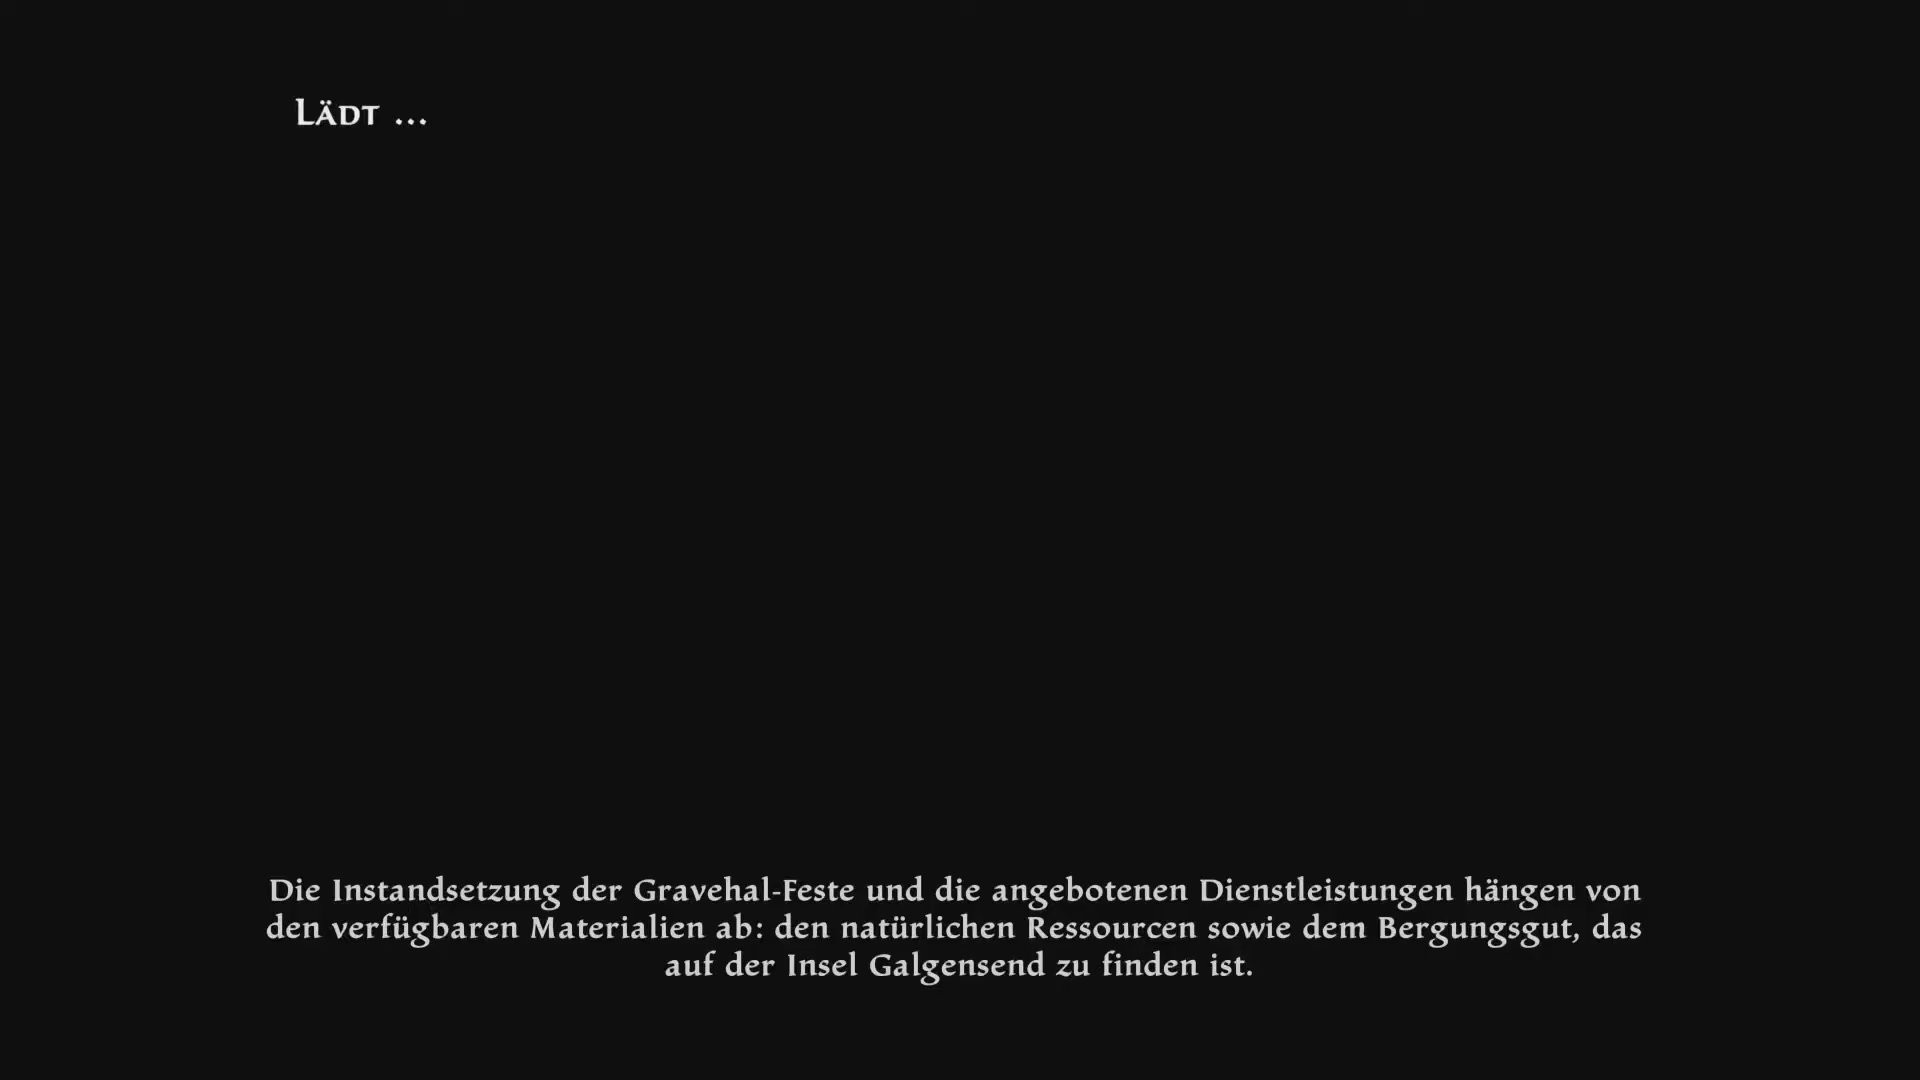 Lädt ...
Die Instandsetzung der Gravehal-Feste und die angebotenen Dienstleistungen hängen von
den verfügbaren Materialien ab: den natürlichen Ressourcen sowie dem Bergungsgut, das
auf der Insel Galgensend zu finden ist.